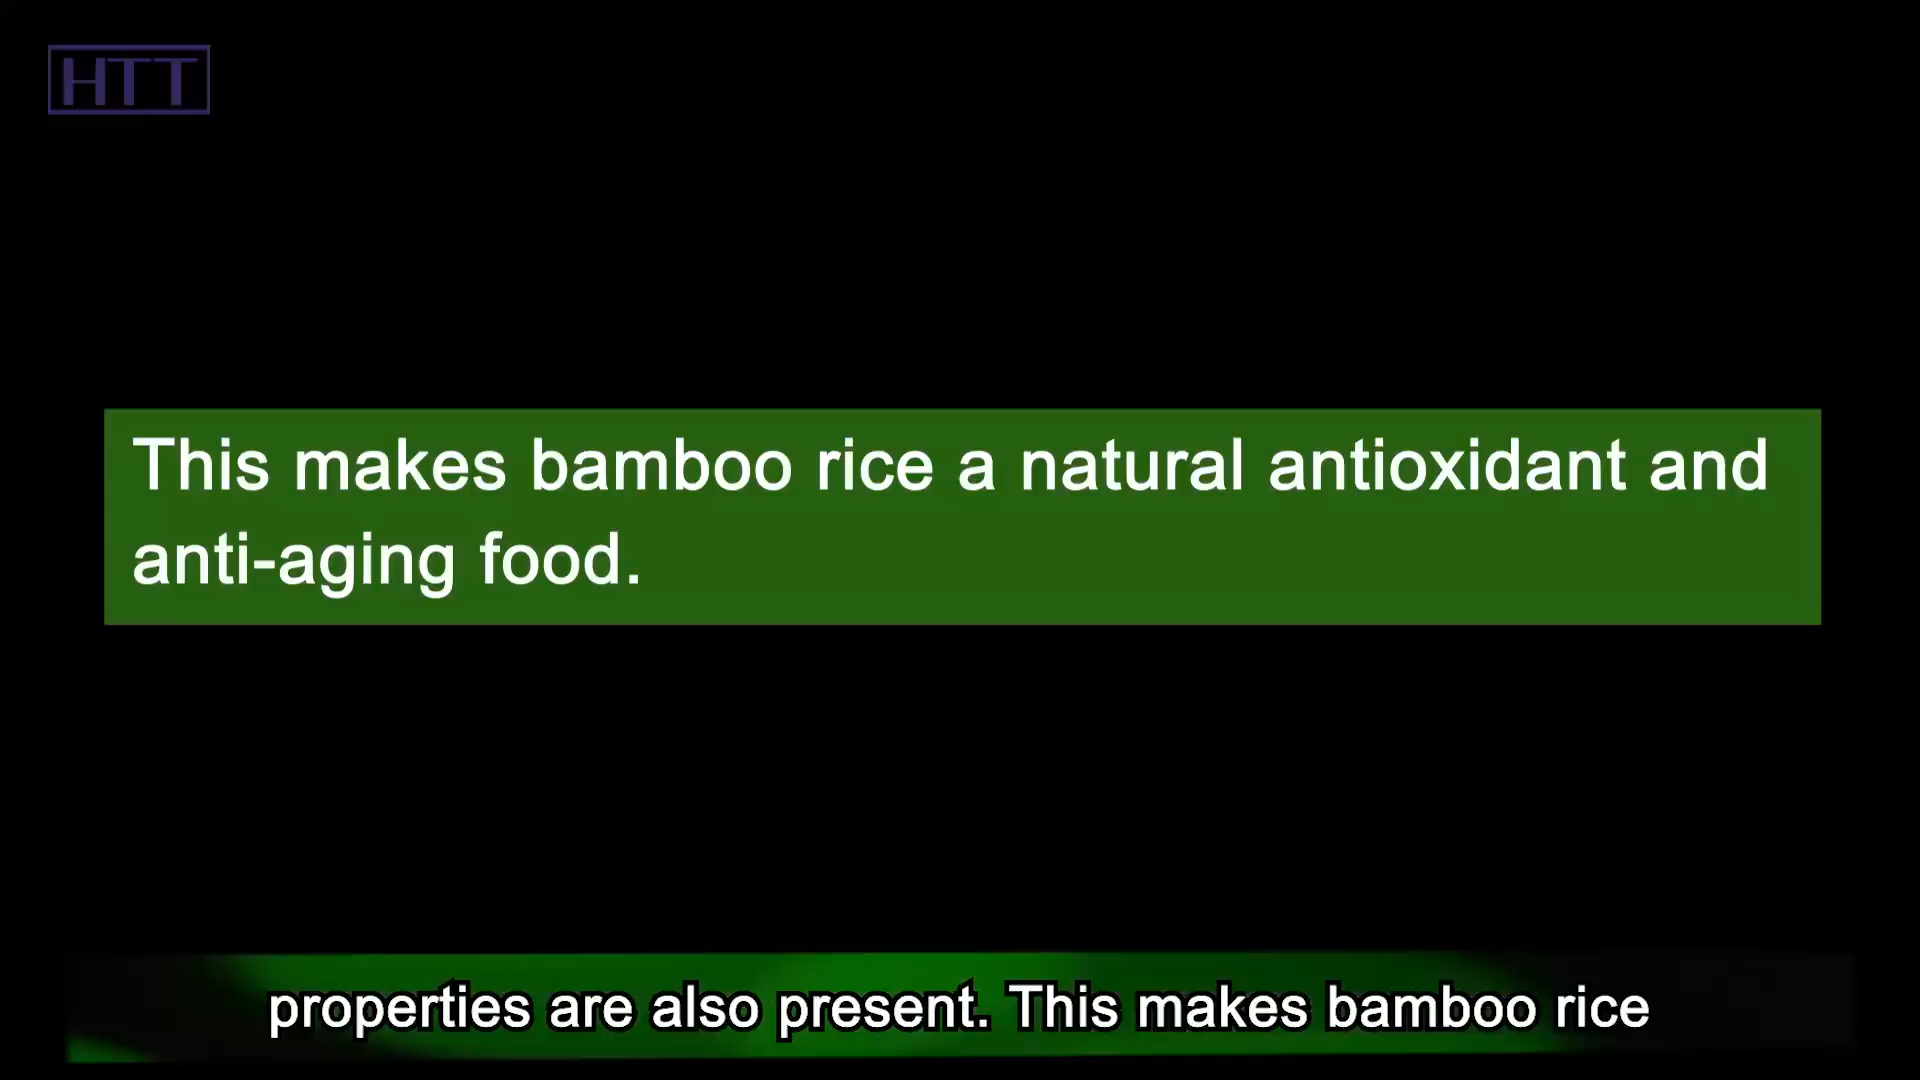 HTT
This makes bamboo rice a natural antioxidant and
anti-aging food.
properties are also present. This makes bamboo rice